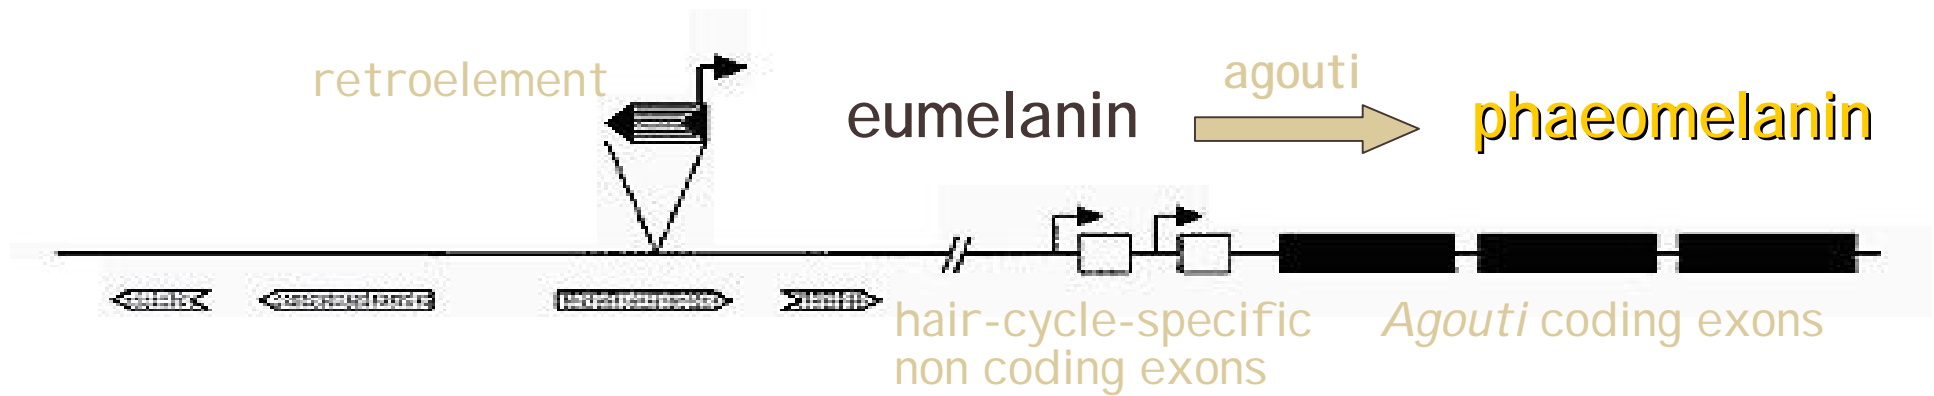 retroelement
eumelanin
agouti
phaeomelanin
hair-cycle-specific
non coding exons
Agouti coding exons